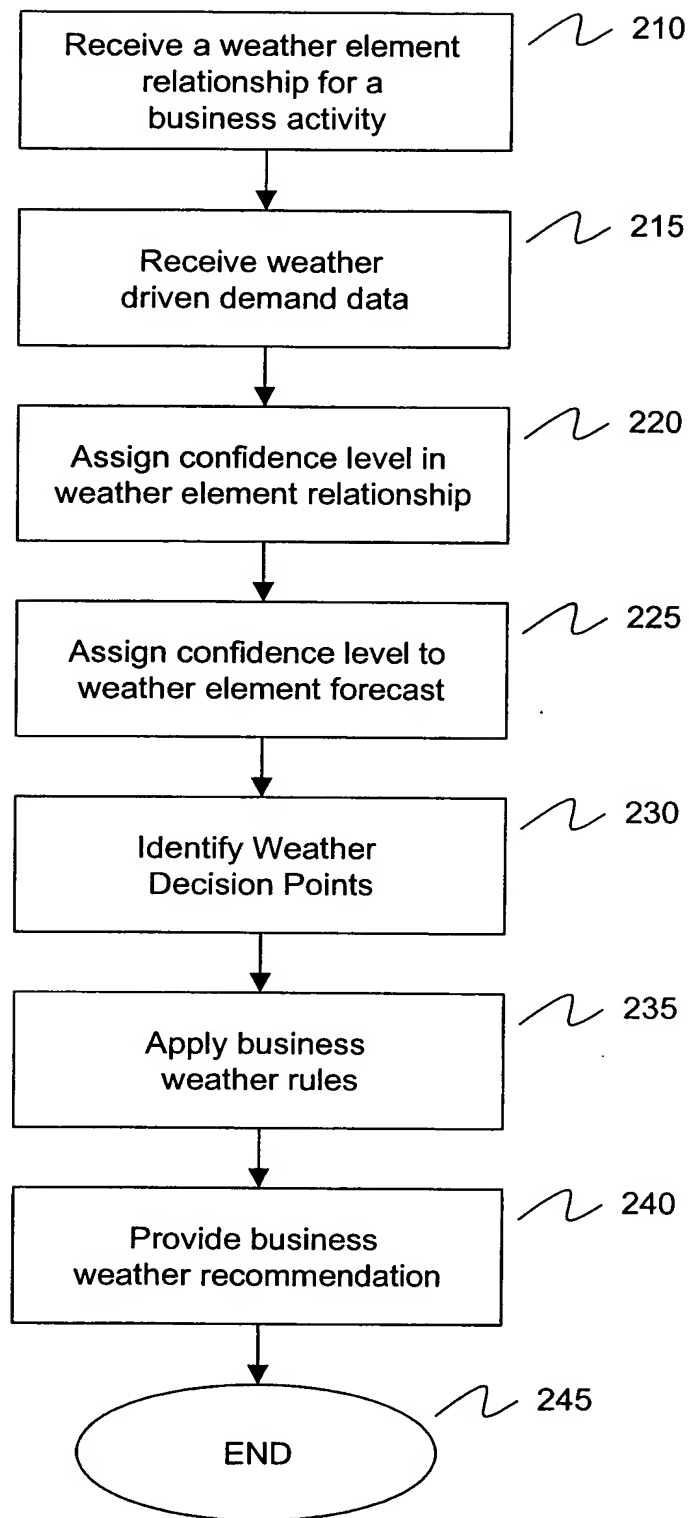 Receive a weather element
relationship for a
business activity
210
Receive weather
driven demand data
215
Assign confidence level in
weather element relationship
220
Assign confidence level to
weather element forecast
225
Identify Weather
Decision Points
230
Apply business
weather rules
235
Provide business
weather recommendation
240
END
245